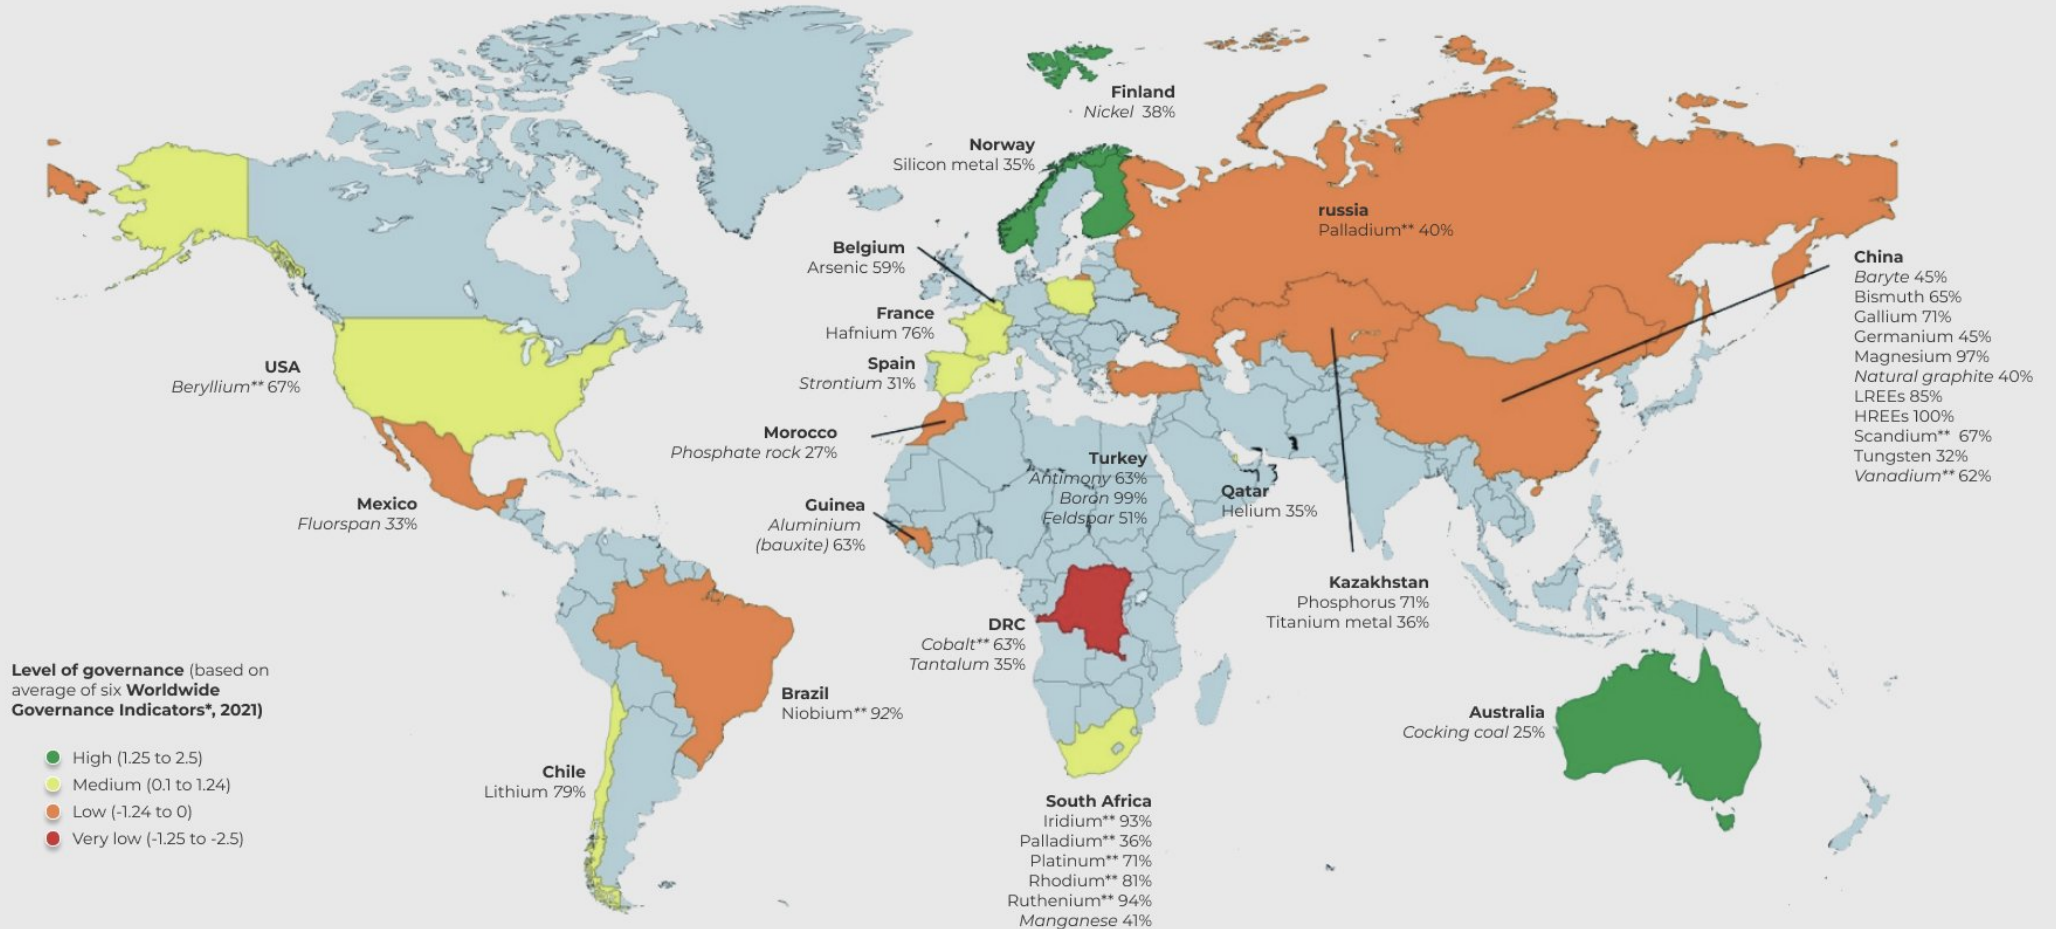 Finland
Nickel 38%
Norway
Silicon metal 35%
russia
Palladium** 40%
Belgium
Arsenic 59%
China
Baryte 45%
Bismuth 65%
Gallium 71%
Germanium 45%
Magnesium 97%
Natural graphite 40%
LREEs 85%
HREEs 100%
Scandium** 67%
Tungsten 32%
Vanadium** 62%
France
Hafnium 76%
USA
Beryllium** 67%
Spain
Strontium 31%
Morocco
Phosphate rock 27%
Turkey
Antimony 63%
Boron 99%
Feldspar 51%
Qatar
Helium 35%
Mexico
Fluorspan 33%
Guinea
Aluminium
(bauxite) 63%
Kazakhstan
Phosphorus 71%
Titanium metal 36%
DRC
Cobalt** 63%
Tantalum 35%
Level of governance (based on
average of six Worldwide
Governance Indicators*, 2021)
High (1.25 to 2.5)
Medium (0.1 to 1.24)
Low (-1.24 to 0)
Very low (-1.25 to -2.5)
Brazil
Niobium** 92%
Australia
Cocking coal 25%
Chile
Lithium 79%
South Africa
Iridium** 93%
Palladium** 36%
Platinum** 71%
Rhodium** 81%
Ruthenium** 94%
Manganese 41%